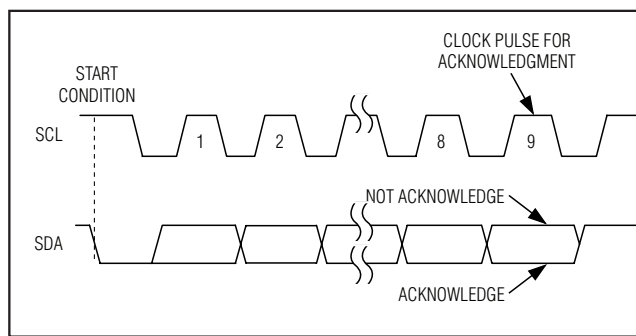 CLOCK PULSE FOR
ACKNOWLEDGMENT
START
CONDITION
SCL
1 2 8 9
NOT ACKNOWLEDGE
SDA
ACKNOWLEDGE